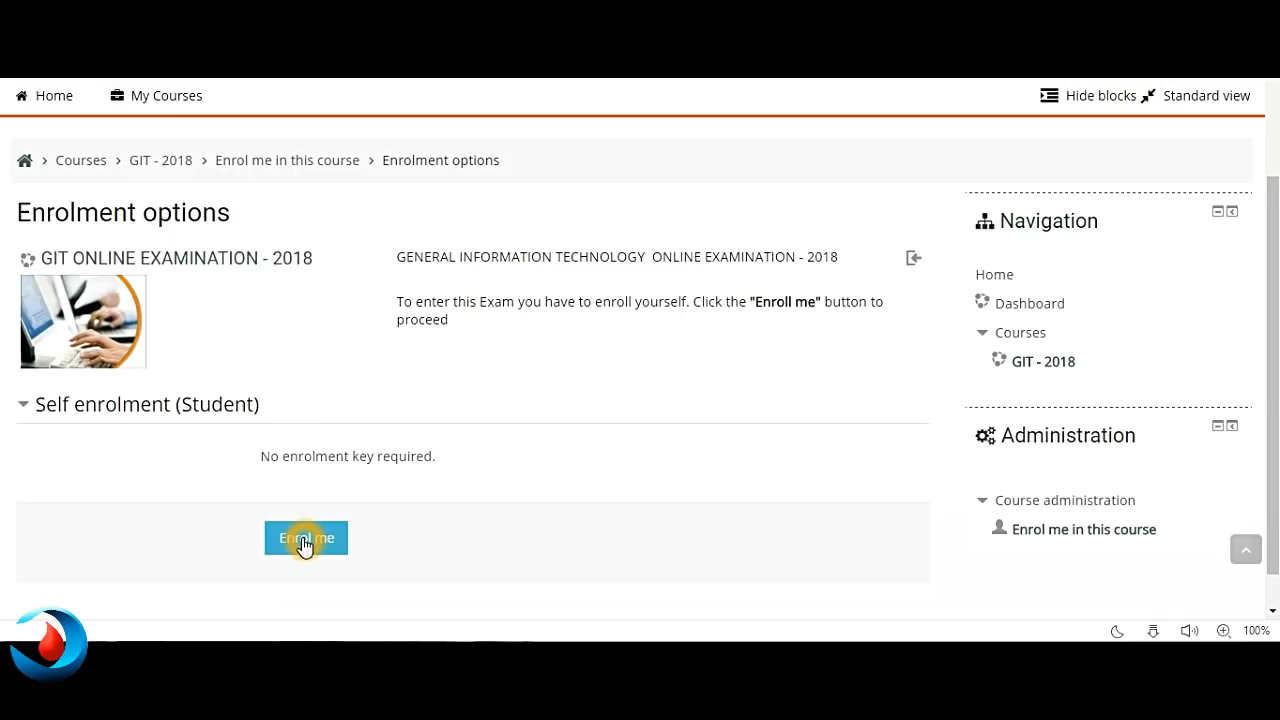 Home My Courses Hide blocks Standard view
Courses GIT - 2018 Enrol me in this course Enrolment options
Enrolment options
GIT ONLINE EXAMINATION - 2018
GENERAL INFORMATION TECHNOLOGY ONLINE EXAMINATION - 2018
To enter this Exam you have to enroll yourself. Click the "Enroll me" button to
proceed
Self enrolment (Student)
No enrolment key required.
Enrol me
Navigation
Home
Dashboard
Courses
GIT - 2018
Administration
Course administration
Enrol me in this course
100%